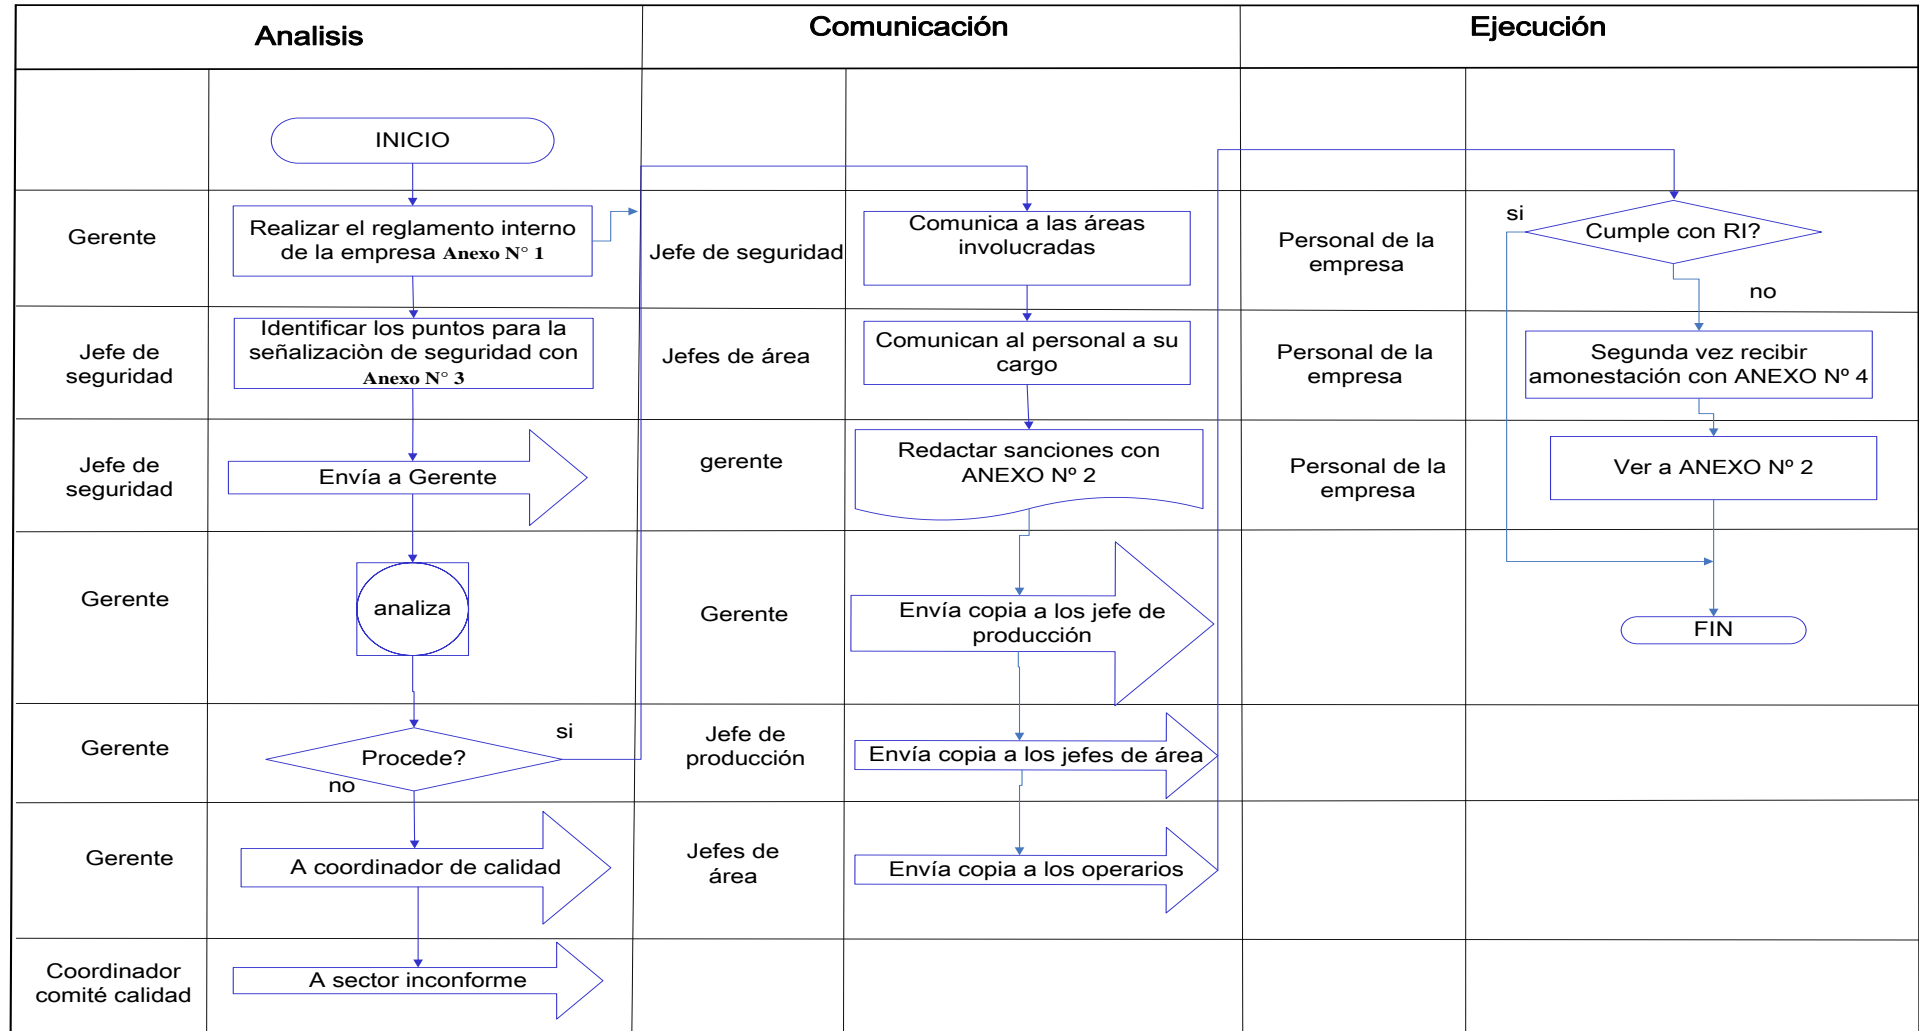 Analisis
Comunicación
Ejecución
INICIO
Gerente
Realizar el reglamento interno
de la empresa Anexo N° 1
Jefe de
seguridad
Identificar los puntos para la
señalizaciòn de seguridad con
Anexo N° 3
Jefe de
seguridad
Envía a Gerente
Gerente
analiza
Gerente
Procede?
si
no
Gerente
A coordinador de calidad
Coordinador
comité calidad
A sector inconforme
Jefe de seguridad
Comunica a las áreas
involucradas
Jefes de área
Comunican al personal a su
cargo
gerente
Redactar sanciones con
ANEXO Nº 2
Gerente
Envía copia a los jefe de
producción
Jefe de
producción
Envía copia a los jefes de área
Jefes de
área
Envía copia a los operarios
Personal de la
empresa
si
Cumple con RI?
no
Personal de la
empresa
Segunda vez recibir
amonestación con ANEXO Nº 4
Personal de la
empresa
Ver a ANEXO Nº 2
FIN